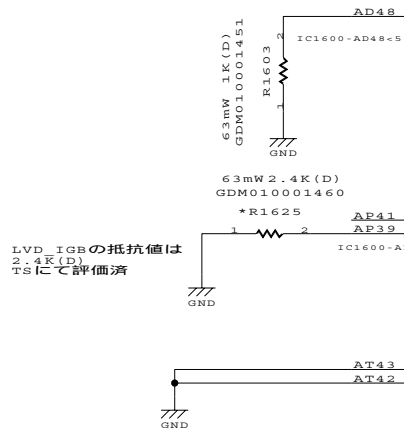 AD48
IC1600-AD48<5
63mW 1K(D)
GDM010001451
R1603
2
1
GND
63mW2.4K(D)
GDM010001460
*R1625
AP41
1
2
AP39
IC1600-A
LVD_IGBの抵抗値は
2.4K(D)
TSにて評価済
GND
AT43
AT42
GND